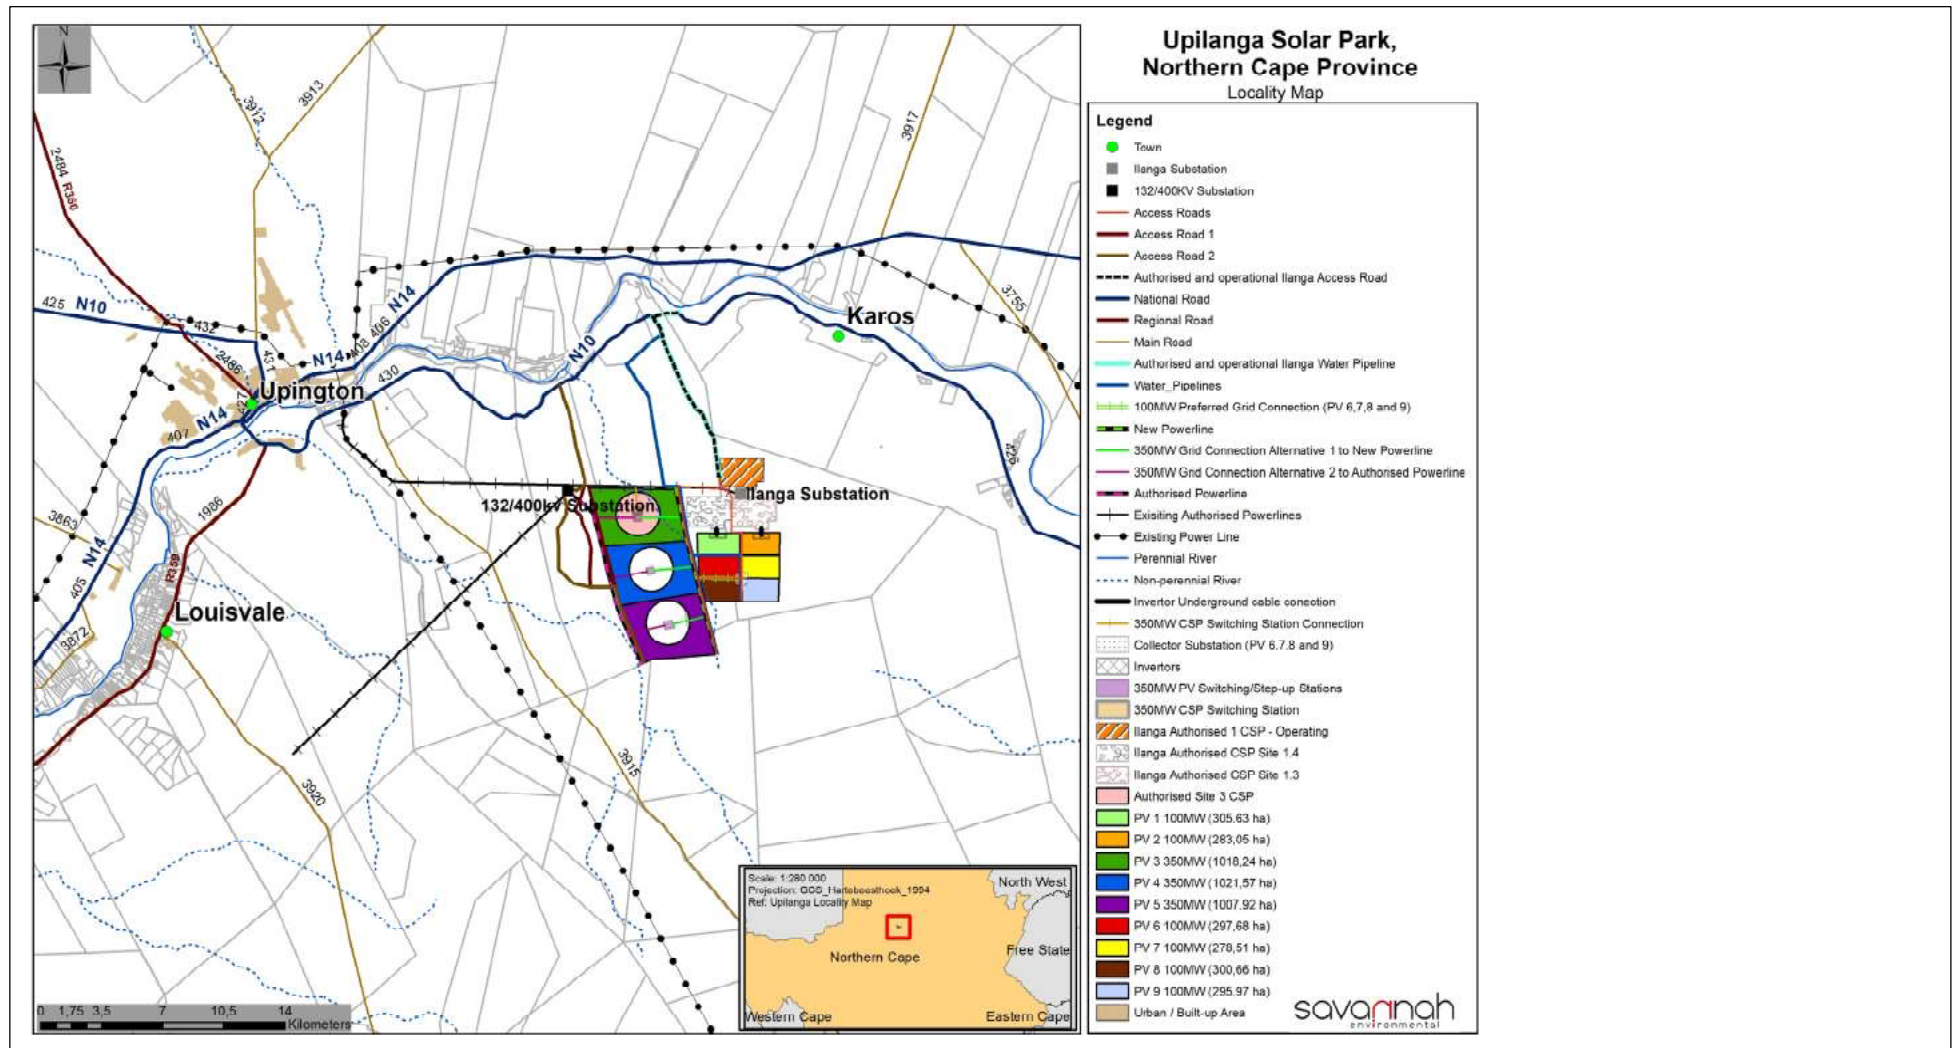 Upilanga Solar Park,
Northern Cape Province
Locality Map
Legend
Town
Ilanga Substation
132/400KV Substation
Access Roads
Access Road 1
Access Road 2
Authorised and operational Ilanga Access Road
National Road
Regional Road
Main Road
Authorised and operational Ilanga Water Pipeline
Water_Pipelines
100MW Preferred Grid Connection (PV 6,7,8 and 9)
New Powerline
350MW Grid Connection Alternative 1 to New Powerline
350MW Grid Connection Alternative 2 to Authorised Powerline
Authorised Powerline
Exisiting Authorised Powerlines
Existing Power Line
Perennial River
Non-perennial River
Invertor Underground cable conection
350MW CSP Switching Station Connection
Collector Substation (PV 6.7.8 and 9)
Invertors
350MW PV Switching/Step-up Stations
350MW CSP Switching Station
Ilanga Authorised 1 CSP - Operating
Ilanga Authorised CSP Site 1.4
Ilanga Authorised CSP Site 1.3
Authorised Site 3 CSP
PV 1 100MW (305.63 ha)
PV 2 100MW (283,05 ha)
PV 3 350MW (1018,24 ha)
PV 4 350MW (1021,57 ha)
PV 5 350MW (1007.92 ha)
PV 6 100MW (297,68 ha)
PV 7 100MW (278,51 ha)
PV 8 100MW (300,66 ha)
PV 9 100MW (295.97 ha)
Urban / Built-up Area
savannah
environmental
N
3912
3913
3917
2484
R360
425
N10
432
431
2486
N14
408
406
N14
430
N10
Karos
3755
Upington
427
N14
407
3863
N14
405
1986
R359
Louisvale
3872
132/400kv Substation
Ilanga Substation
3915
3920
Scale: 1:280 000
Projection: GCS_Hartebeesthoek_1994
Ref: Upilanga Locality Map
North West
Free State
Northern Cape
Western Cape
Eastern Cape
0 1,75 3,5 7 10,5 14
Kilometers